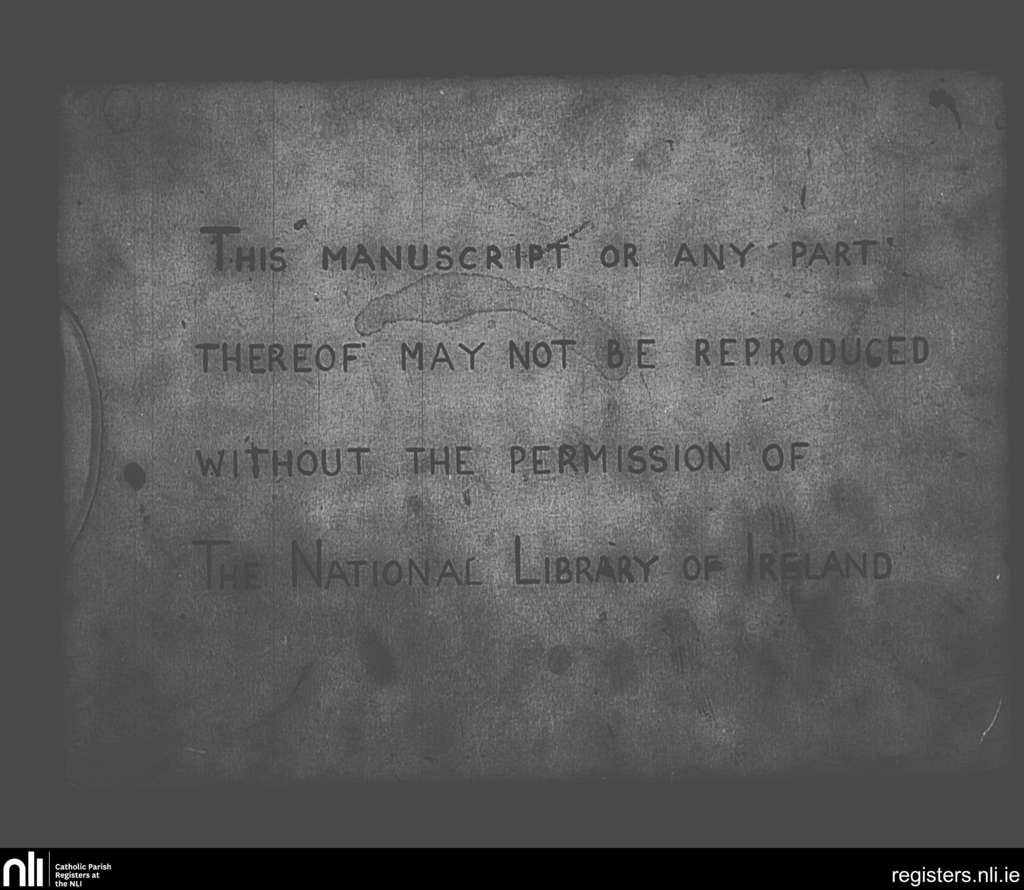 THIS MANUSCRIPT OR ANY PART
THEREOF MAY NOT BE REPRODUCED
WITHOUT THE PERMISSION OF
THE NATIONAL LIBRARY OF IRELAND
nli
Catholic Parish
Registers at
the NLI
registers.nli.ie